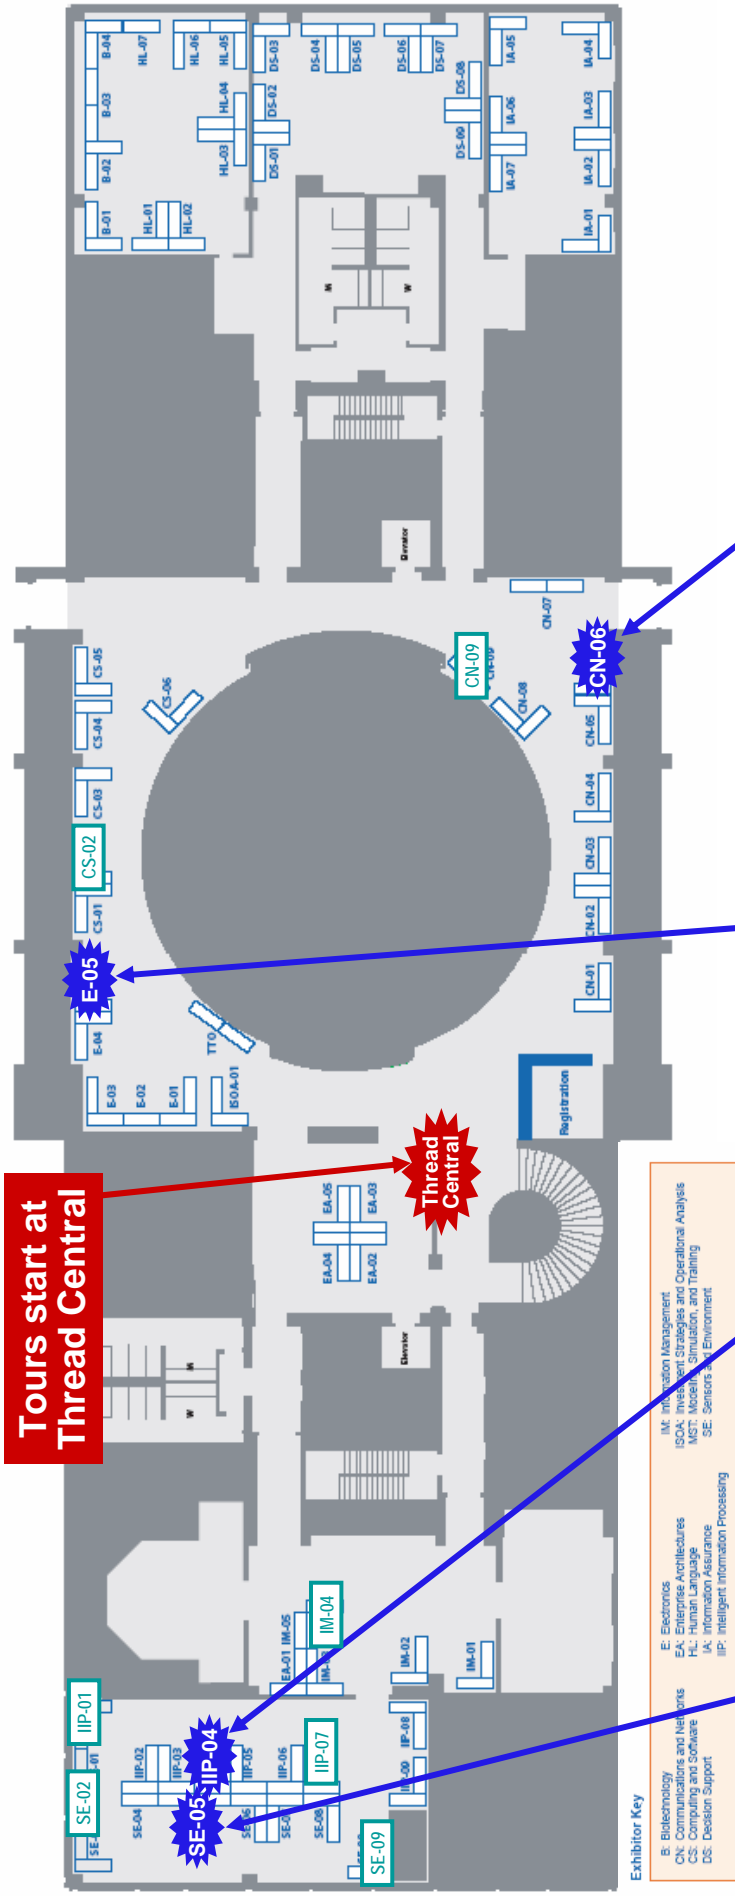 Tours start at
Thread Central
Thread
Central
B-01
B-02
B-03
B-04
HL-07
HL-06
HL-05
HL-04
HL-03
HL-01
HL-02
DS-01
DS-02
DS-03
DS-04
DS-05
DS-06
DS-07
DS-08
DS-09
IA-05
IA-04
IA-06
IA-03
IA-07
IA-02
IA-01
M
W
Elevator
CS-05
CS-04
CS-03
CS-02
CS-01
CS-06
CN-09
CN-09
CN-08
CN-07
CN-06
CN-05
CN-04
CN-03
CN-02
CN-01
E-05
E-04
E-03
E-02
E-01
ISOA-01
TTO
Registration
EA-05
EA-03
EA-04
EA-02
Elevator
W
M
EA-01
IM-05
IM-04
IM-02
IM-01
IIP-01
IIP-02
IIP-03
IIP-04
IIP-05
IIP-06
IIP-07
IIP-08
IIP-09
SE-02
SE-04
SE-05
SE-06
SE-08
SE-09
Exhibitor Key
B: Biotechnology
CN: Communications and Networks
CS: Computing and Software
DS: Decision Support
E: Electronics
EA: Enterprise Architectures
HL: Human Language
IA: Information Assurance
IIP: Intelligent Information Processing
IM: Information Management
ISOA: Investment Strategies and Operational Analysis
MST: Modeling, Simulation, and Training
SE: Sensors and Environment